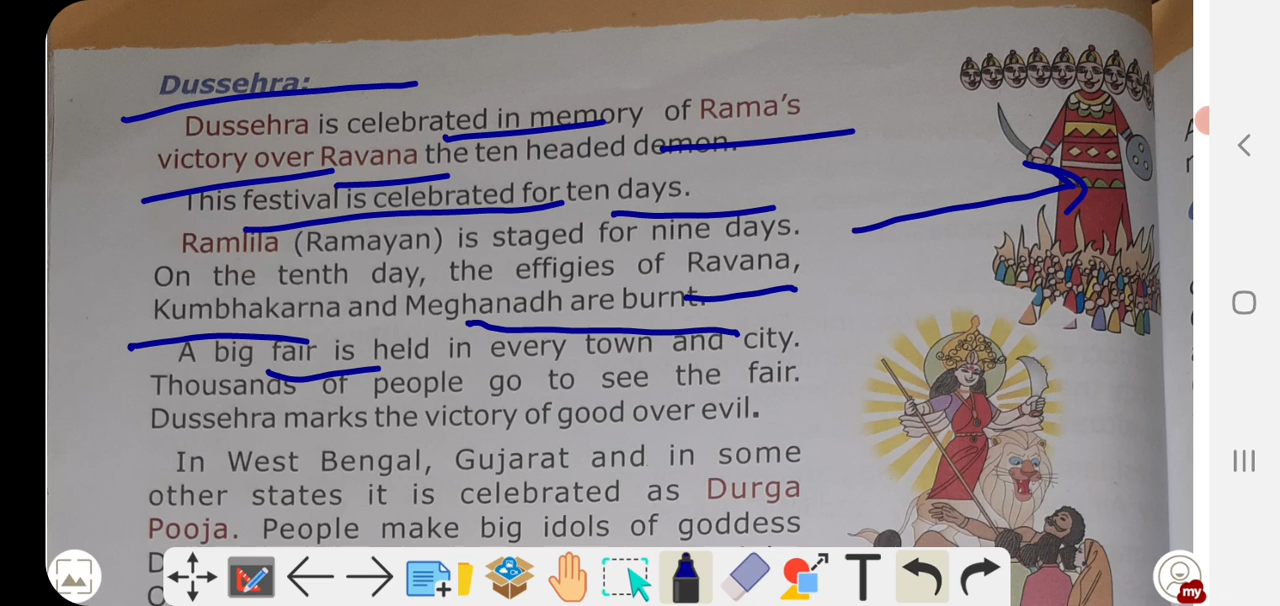 Dussehra:
Dussehra is celebrated in memory of Rama's
victory over Ravana the ten headed demon.
This festival is celebrated for ten days.
Ramlila (Ramayan) is staged for nine days.
On the tenth day, the effigies of Ravana,
Kumbhakarna and Meghanadh are burnt.
A big fair is held in every town and city.
Thousands of people go to see the fair.
Dussehra marks the victory of good over evil.
In West Bengal, Gujarat and in some
other states it is celebrated as Durga
Pooja. People make big idols of goddess
T
my